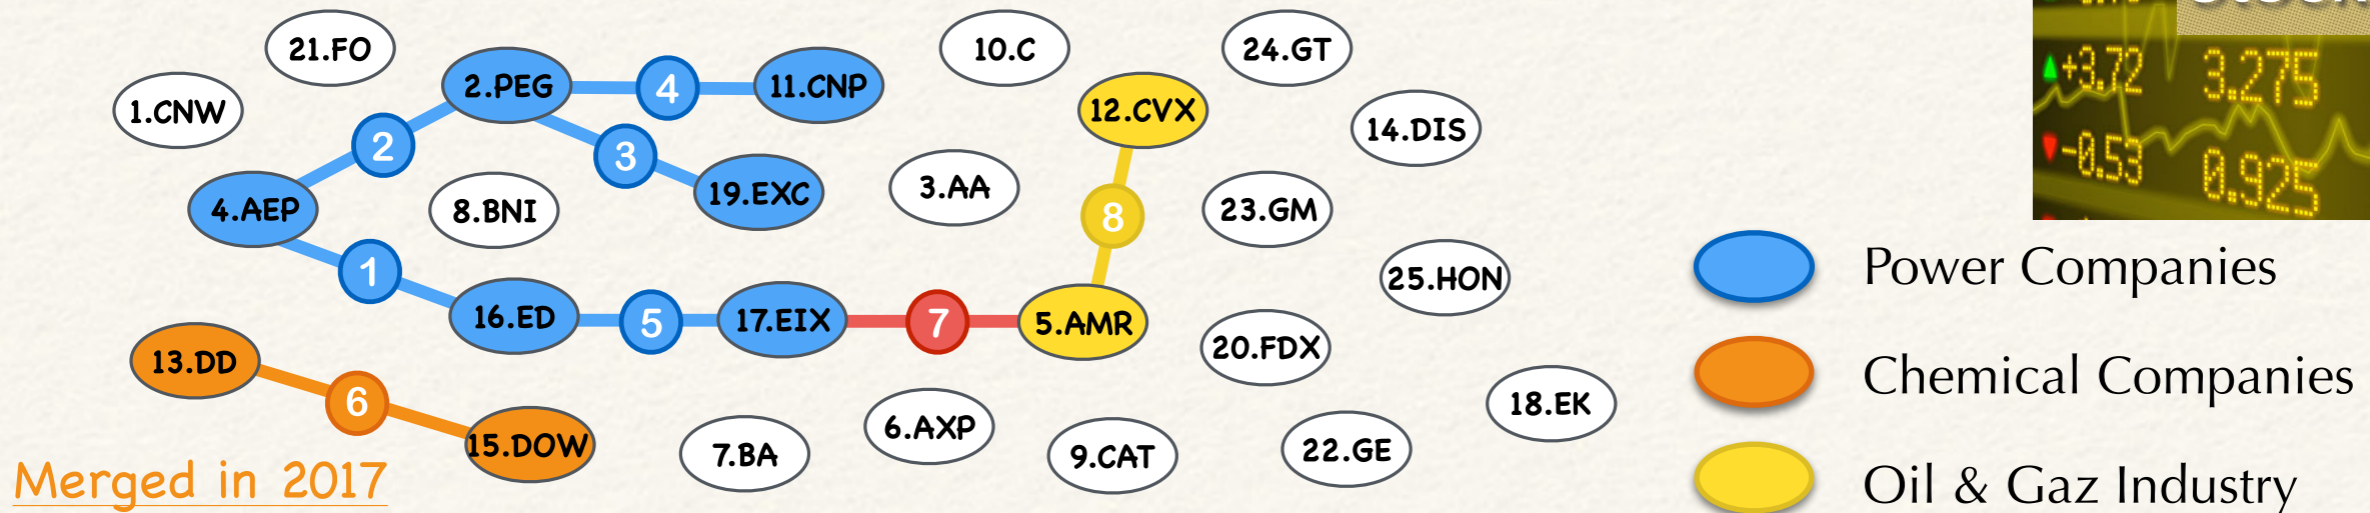 21.FO
2.PEG
4
11.CNP
10.C
24.GT
1.CNW
12.CVX
14.DIS
2
3
4.AEP
8.BNI
19.EXC
3.AA
8
23.GM
1
16.ED
5
17.EIX
7
5.AMR
25.HON
20.FDX
13.DD
6
15.DOW
7.BA
6.AXP
9.CAT
22.GE
18.EK
Merged in 2017
+3.72 3.275
-0.53 0.925
Power Companies
Chemical Companies
Oil & Gaz Industry